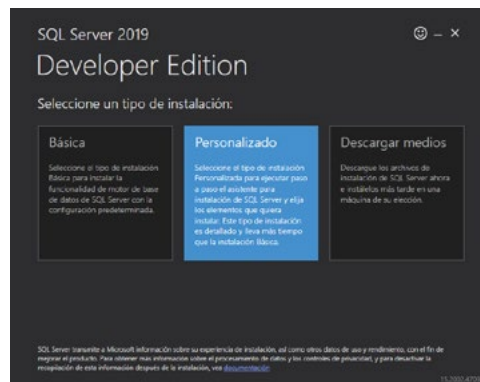 SQL Server 2019
Developer Edition
Seleccione un tipo de instalación:
Básica
Seleccione el tipo de instalación
Básica para instalar la
funcionalidad de motor de base
de datos de SQL Server con la
configuración predeterminada.
Personalizado
Seleccione el tipo de instalación
Personalizada para ejecutar paso
a paso el asistente para
instalación de SQL Server y elija
los elementos que quiera
instalar. Este tipo de instalación
es detallado y lleva más tiempo
que la instalación Básica.
Descargar medios
Descargue los archivos de
instalación de SQL Server ahora
e instálelos más tarde en una
máquina de su elección.
SQL Server transmite a Microsoft información sobre su experiencia de instalación, así como otros datos de uso y rendimiento, con el fin de
mejorar el producto. Para obtener más información sobre el procesamiento de datos y los controles de privacidad, y para desactivar la
recopilación de esta información después de la instalación, vea documentación